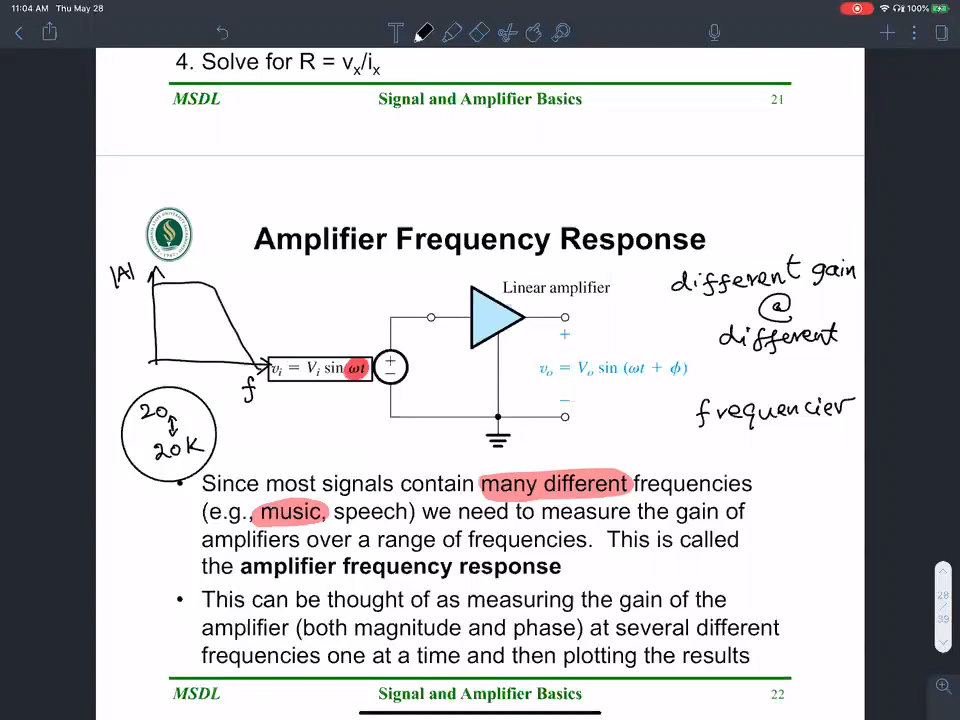 11:04 AM Thu May 28
100%
4. Solve for R = vx/ix
MSDL Signal and Amplifier Basics 21
Amplifier Frequency Response
|A|
f
20
20K
Linear amplifier
vi = Vi sin ωt
+
−
+
vo = Vo sin (ωt + ϕ)
−
different gain
@
different
frequencier
• Since most signals contain many different frequencies
(e.g., music, speech) we need to measure the gain of
amplifiers over a range of frequencies. This is called
the amplifier frequency response
• This can be thought of as measuring the gain of the
amplifier (both magnitude and phase) at several different
frequencies one at a time and then plotting the results
MSDL Signal and Amplifier Basics 22
28
/
39